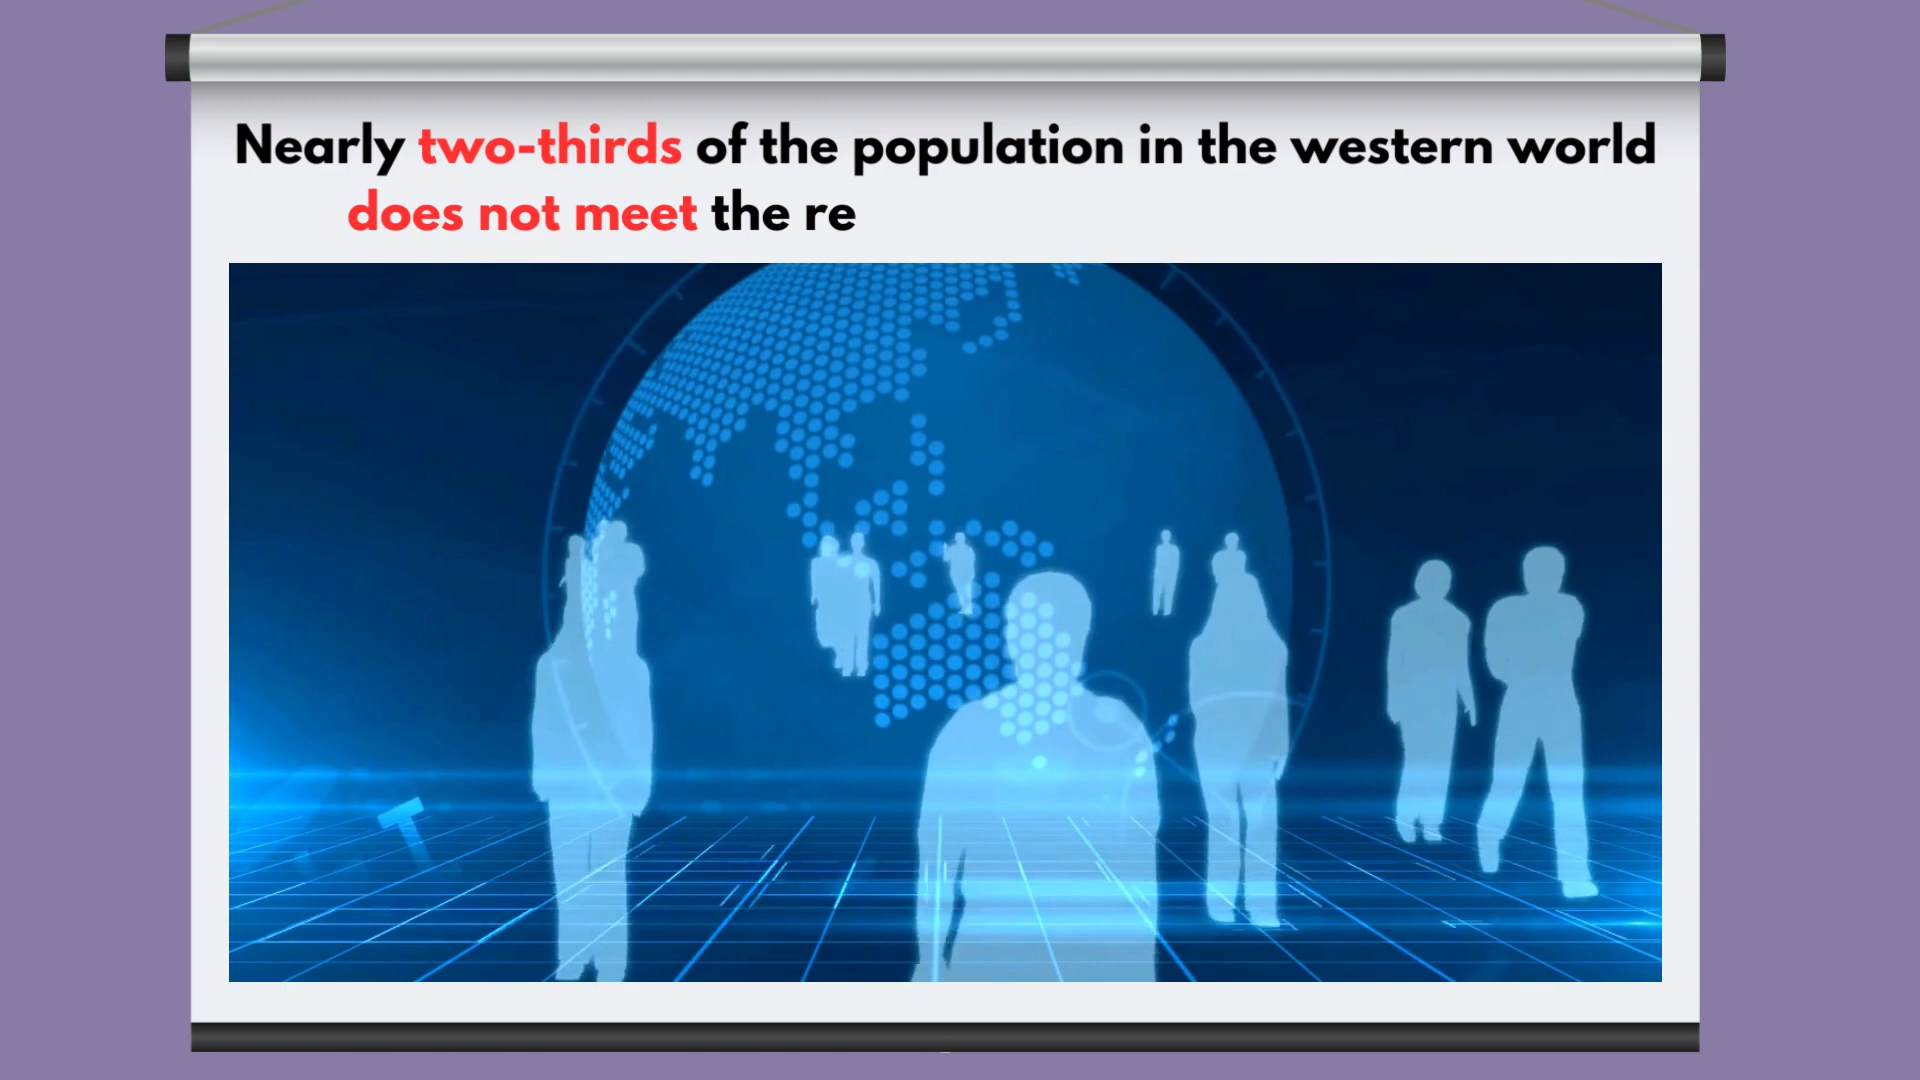 Nearly two-thirds of the population in the western world
does not meet the re